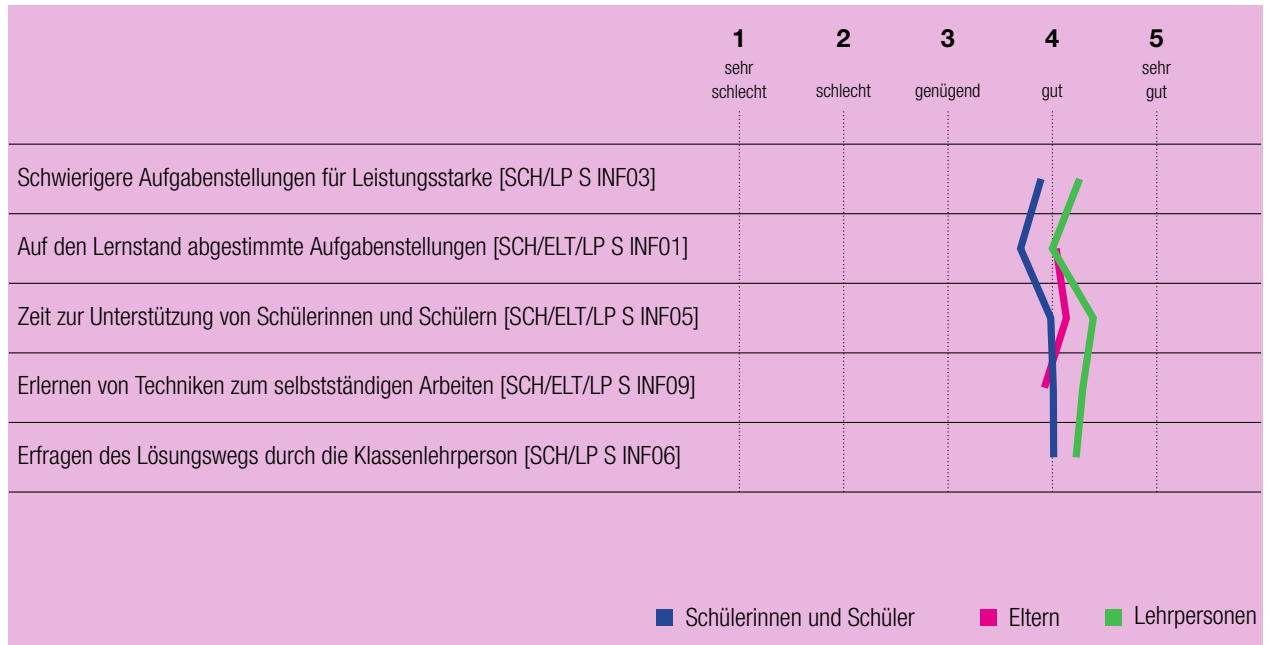 1 2 3 4 5
sehr schlecht schlecht genügend gut sehr gut
Schwierigere Aufgabenstellungen für Leistungsstarke [SCH/LP S INF03]
Auf den Lernstand abgestimmte Aufgabenstellungen [SCH/ELT/LP S INF01]
Zeit zur Unterstützung von Schülerinnen und Schülern [SCH/ELT/LP S INF05]
Erlernen von Techniken zum selbstständigen Arbeiten [SCH/ELT/LP S INF09]
Erfragen des Lösungswegs durch die Klassenlehrperson [SCH/LP S INF06]
Schülerinnen und Schüler Eltern Lehrpersonen